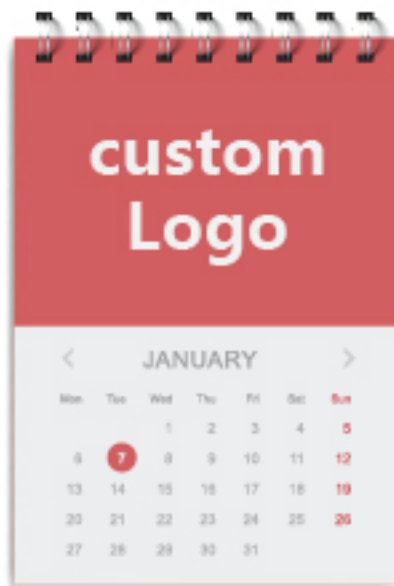 custom
Logo
JANUARY
Mon Tue Wed Thu Fri Sat Sun
1 2 3 4 5
6 7 8 9 10 11 12
13 14 15 16 17 18 19
20 21 22 23 24 25 26
27 28 29 30 31